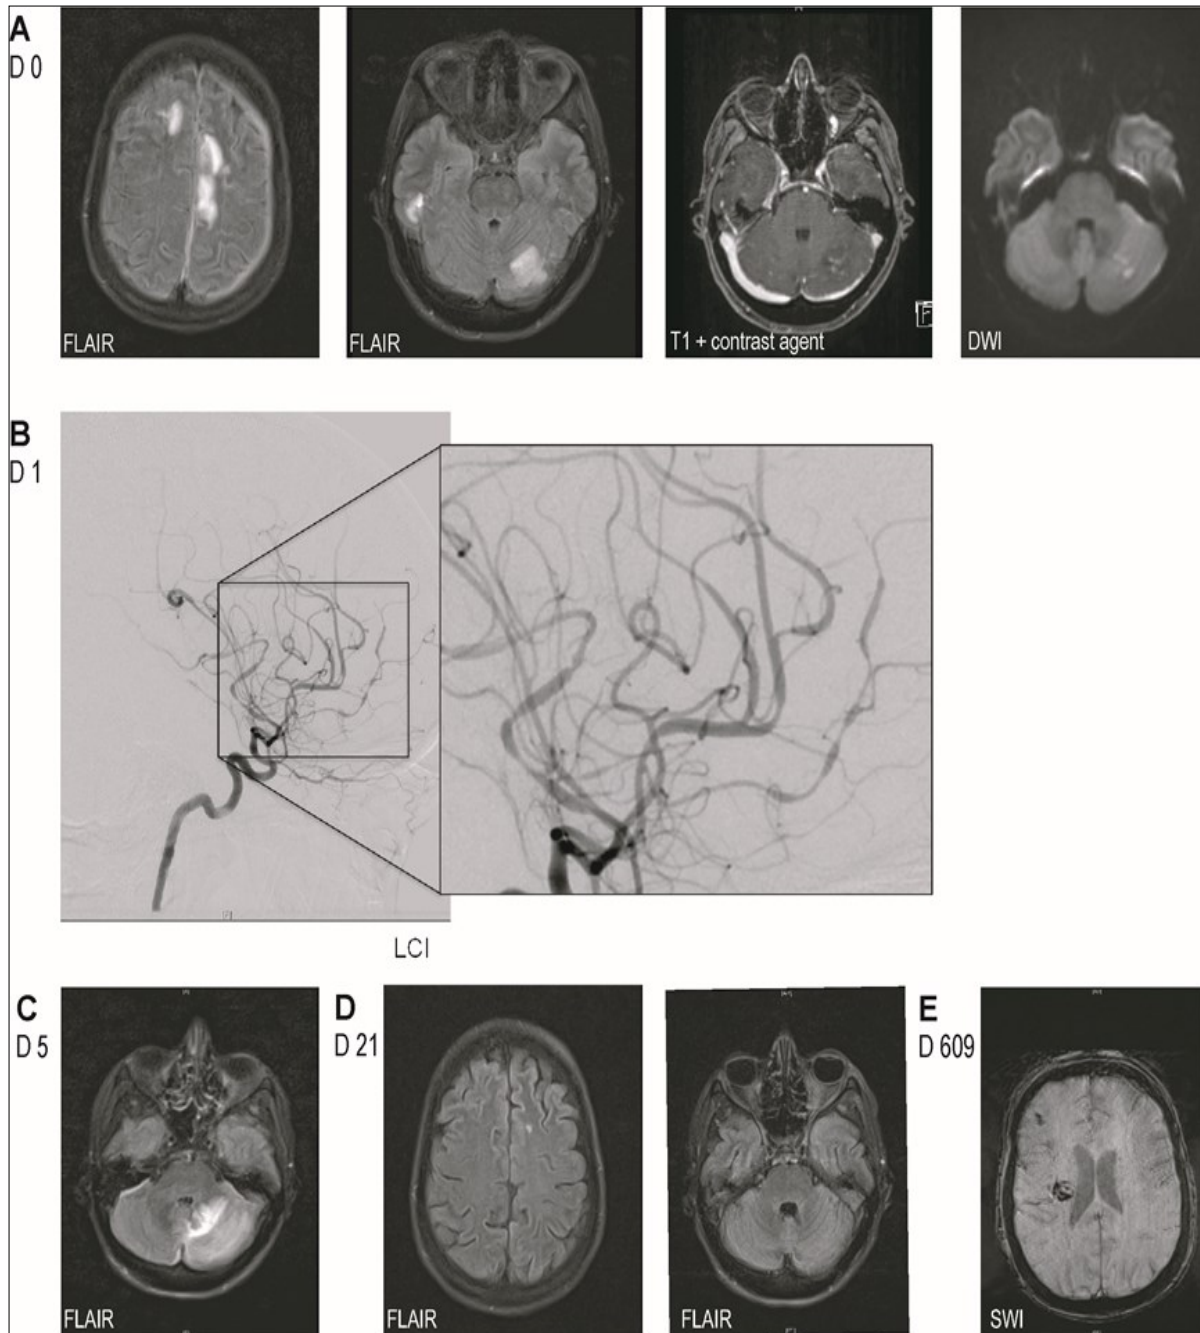 A
D 0
FLAIR
FLAIR
T1 + contrast agent
F
DWI
B
D 1
LCI
C
D 5
FLAIR
D
D 21
FLAIR
FLAIR
E
D 609
SWI